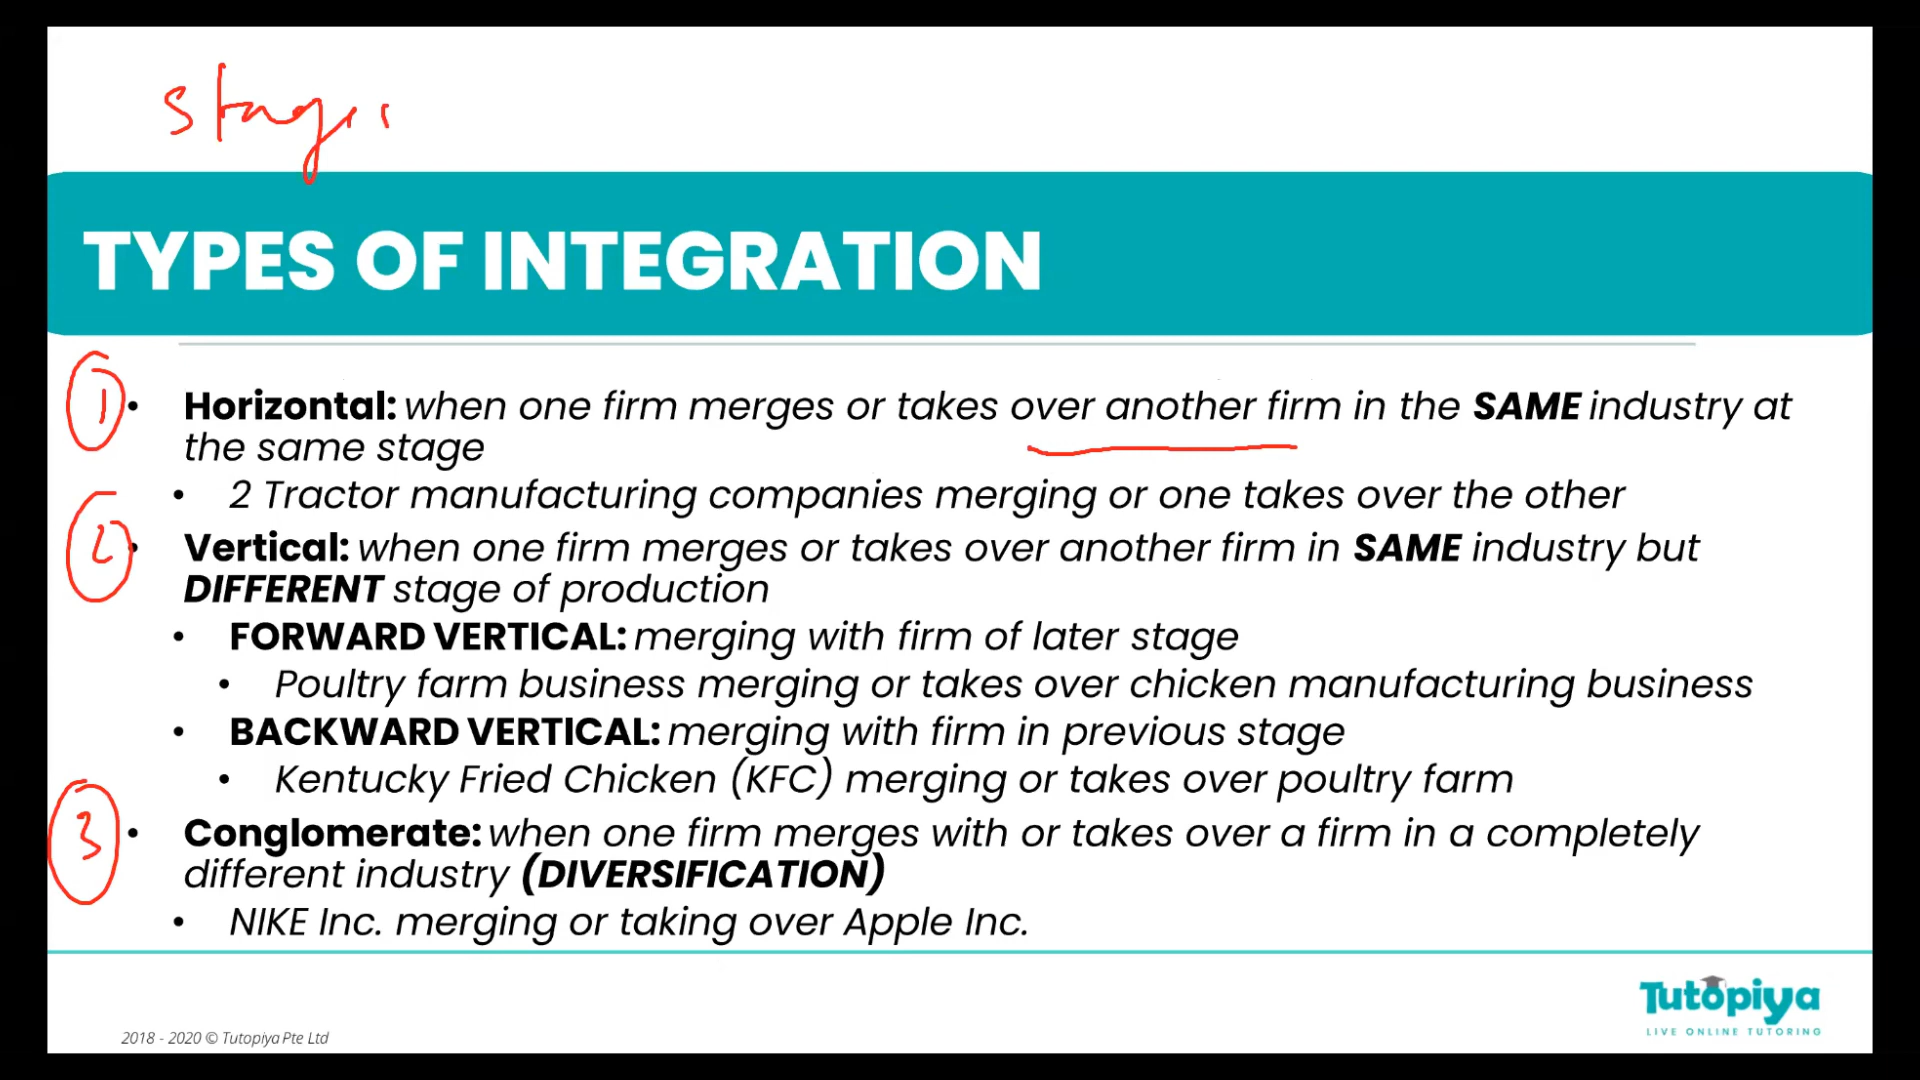 stage
TYPES OF INTEGRATION
1 • Horizontal: when one firm merges or takes over another firm in the SAME industry at
the same stage
• 2 Tractor manufacturing companies merging or one takes over the other
2 • Vertical: when one firm merges or takes over another firm in SAME industry but
DIFFERENT stage of production
• FORWARD VERTICAL: merging with firm of later stage
• Poultry farm business merging or takes over chicken manufacturing business
• BACKWARD VERTICAL: merging with firm in previous stage
• Kentucky Fried Chicken (KFC) merging or takes over poultry farm
3 • Conglomerate: when one firm merges with or takes over a firm in a completely
different industry (DIVERSIFICATION)
• NIKE Inc. merging or taking over Apple Inc.
Tutopiya
LIVE ONLINE TUTORING
2018 - 2020 © Tutopiya Pte Ltd